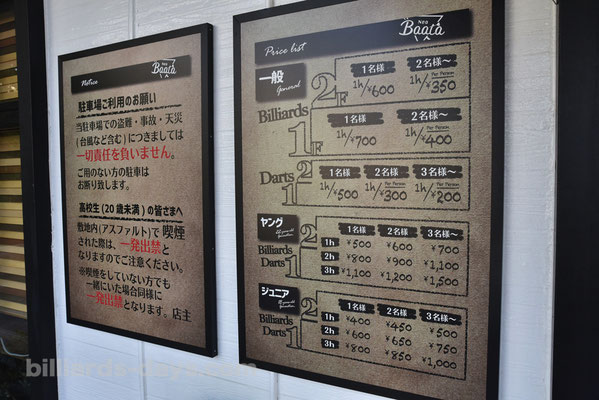 Notice
Neo
Bagta
駐車場ご利用のお願い
当駐車場での盗難・事故・天災
(台風など含む)につきましては
一切責任を負いません。
ご用のない方の駐車は
お断り致します。
高校生(20歳未満)の皆さまへ
敷地内(アスファルト)で喫煙
された際は、一発出禁と
なりますのでご注意ください。
※喫煙をしていない方でも
一緒にいた場合同様に
一発出禁となります。店主
Price list
Neo
Bagta
一般
General
Billiards
2F
1名様
2名様～
1h/¥600
Per Person
1h/¥350
1F
1名様
2名様～
1h/¥700
Per Person
1h/¥400
Darts
1
1名様
2名様
3名様～
1h/¥500
Per Person
1h/¥300
Per Person
1h/¥200
ヤング
Billiards 2
Darts 1
1名様 2名様 3名様～
1h ¥500 ¥600 ¥700
2h ¥800 ¥900 ¥1,100
3h ¥1,100 ¥1,200 ¥1,500
ジュニア
Billiards 2
Darts 1
1名様 2名様 3名様～
1h ¥400 ¥450 ¥500
2h ¥600 ¥650 ¥750
3h ¥800 ¥850 ¥1,000